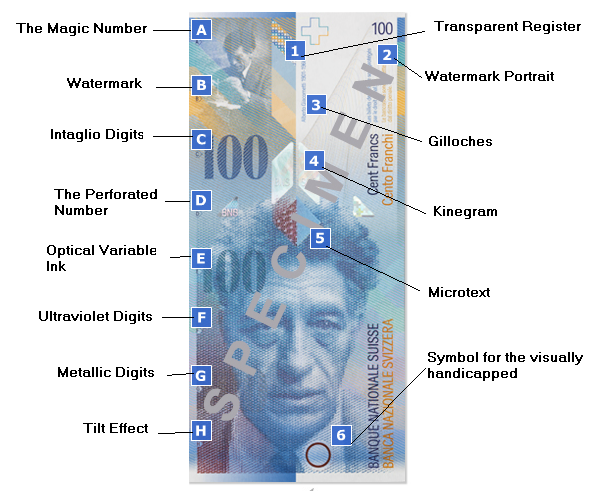 The Magic Number
A
Watermark
B
Intaglio Digits
C
The Perforated
Number
D
Optical Variable
Ink
E
Ultraviolet Digits
F
Metallic Digits
G
Tilt Effect
H
100
100
100
SPECIMEN
Cent Francs
Cento Franchi
BANQUE NATIONALE SUISSE
BANCA NAZIONALE SVIZZERA
1
Transparent Register
2
Watermark Portrait
3
Gilloches
4
Kinegram
5
Microtext
6
Symbol for the visually
handicapped